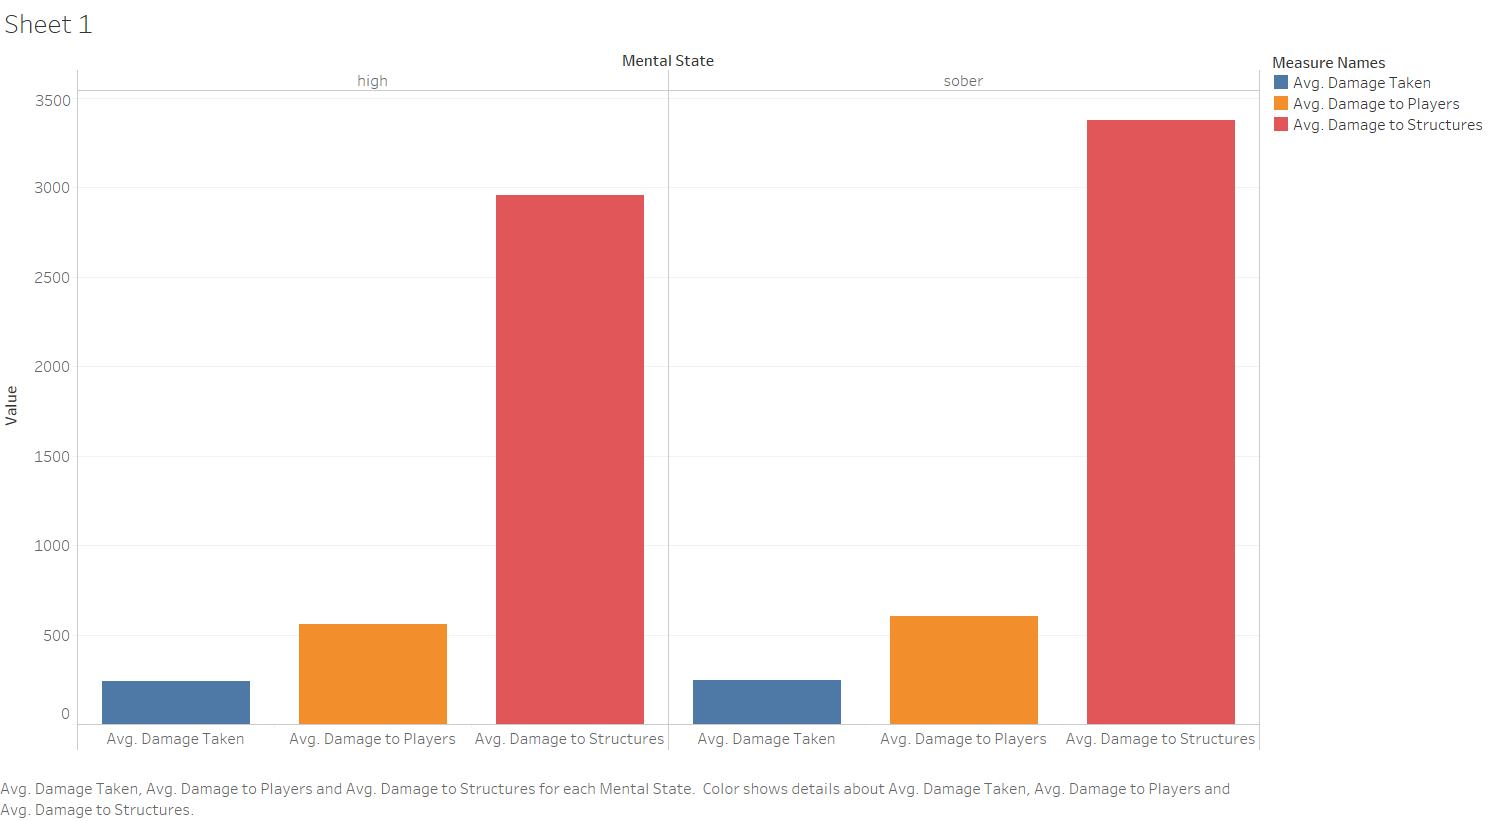 Sheet 1
Mental State
high
sober
Measure Names
Avg. Damage Taken
Avg. Damage to Players
Avg. Damage to Structures
Value
3500
3000
2500
2000
1500
1000
500
0
Avg. Damage Taken
Avg. Damage to Players
Avg. Damage to Structures
Avg. Damage Taken
Avg. Damage to Players
Avg. Damage to Structures
Avg. Damage Taken, Avg. Damage to Players and Avg. Damage to Structures for each Mental State.  Color shows details about Avg. Damage Taken, Avg. Damage to Players and
Avg. Damage to Structures.